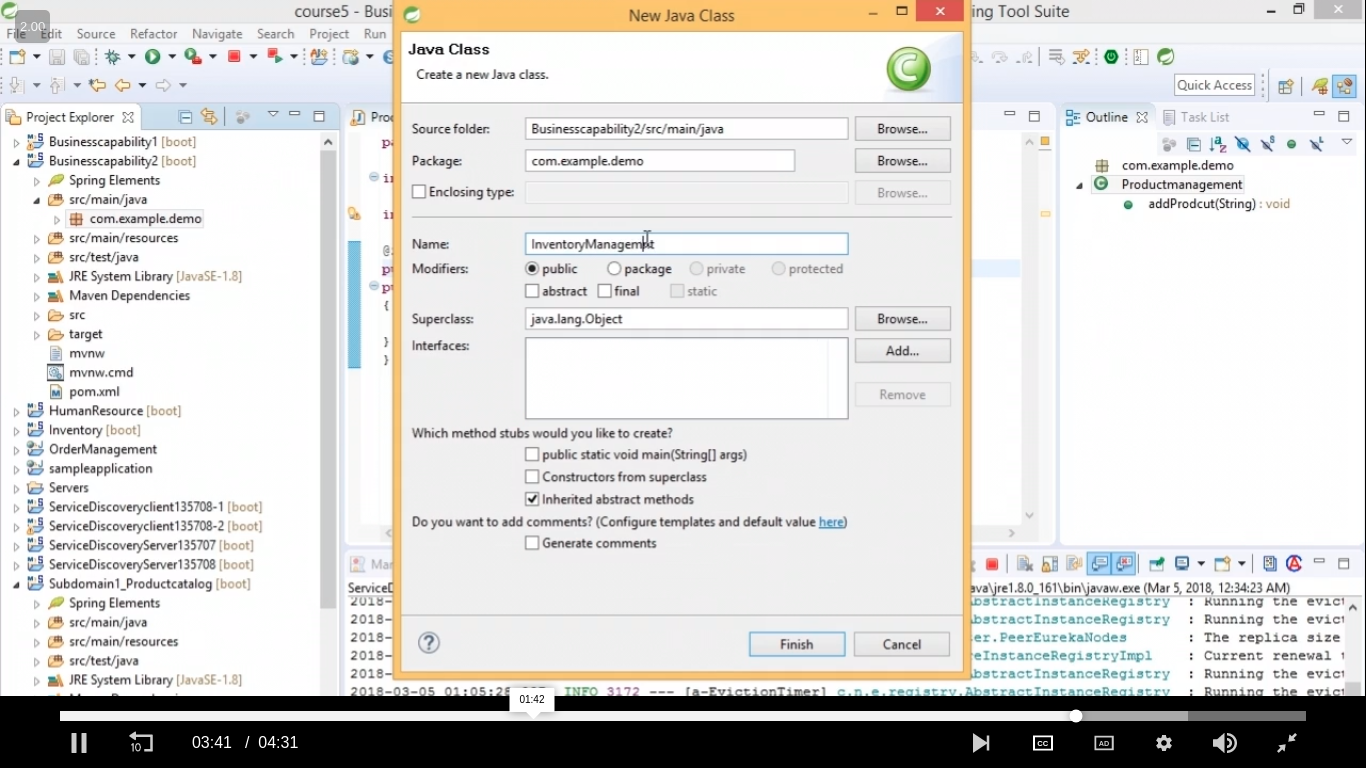 2.00
course5 - Busi
New Java Class
ing Tool Suite
File Edit Source Refactor Navigate Search Project Run
Java Class
Create a new Java class.
Quick Access
Project Explorer
Outline
Task List
Source folder: Businesscapability2/src/main/java Browse...
Package: com.example.demo Browse...
Enclosing type: Browse...
Name:
Modifiers: public package private protected
abstract final static
Superclass: java.lang.Object Browse...
Interfaces: Add...
Remove
Which method stubs would you like to create?
public static void main(String[] args)
Constructors from superclass
Inherited abstract methods
Do you want to add comments? (Configure templates and default value here)
Generate comments
Finish Cancel
Businesscapability1 [boot]
Businesscapability2 [boot]
Spring Elements
src/main/java
com.example.demo
src/main/resources
src/test/java
JRE System Library [JavaSE-1.8]
Maven Dependencies
src
target
mvnw
mvnw.cmd
pom.xml
HumanResource [boot]
Inventory [boot]
OrderManagement
sampleapplication
Servers
ServiceDiscoveryclient135708-1 [boot]
ServiceDiscoveryclient135708-2 [boot]
ServiceDiscoveryServer135707 [boot]
ServiceDiscoveryServer135708 [boot]
Subdomain1_Productcatalog [boot]
Spring Elements
src/main/java
src/main/resources
src/test/java
JRE System Library [JavaSE-1.8]
com.example.demo
Productmanagement
addProdcut(String) : void
ServiceD
ava\jre1.8.0_161\bin\javaw.exe (Mar 5, 2018, 12:34:23 AM)
2018- AbstractInstanceRegistry : Running the evict
2018- AbstractInstanceRegistry : Running the evict
2018- er.PeerEurekaNodes : The replica size
2018- reInstanceRegistryImpl : Current renewal t
2018- AbstractInstanceRegistry : Running the evict
2018-03-05 01:05:28 INFO 3172 --- [a-EvictionTimer] c.n.e.registry.AbstractInstanceRegistry : Running the evict
01:42
10
03:41 / 04:31
CC
AD